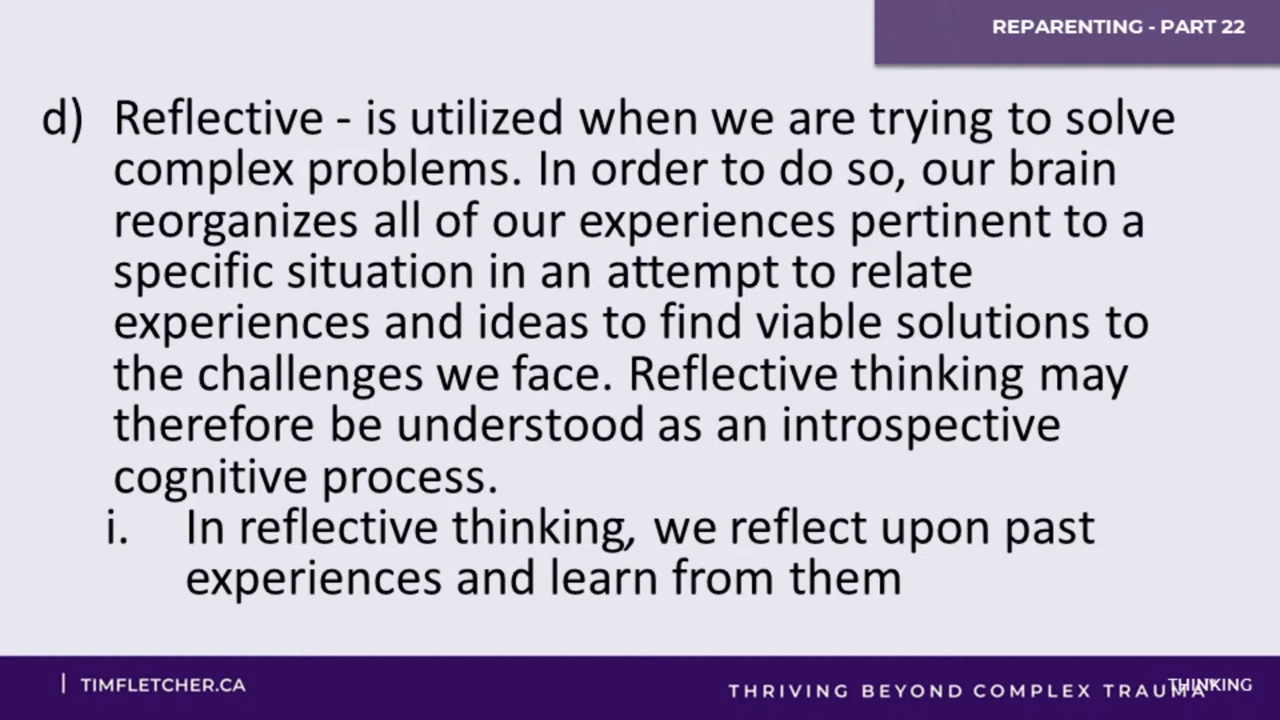 REPARENTING - PART 22
d) Reflective - is utilized when we are trying to solve
complex problems. In order to do so, our brain
reorganizes all of our experiences pertinent to a
specific situation in an attempt to relate
experiences and ideas to find viable solutions to
the challenges we face. Reflective thinking may
therefore be understood as an introspective
cognitive process.
i. In reflective thinking, we reflect upon past
experiences and learn from them
| TIMFLETCHER.CA
THRIVING BEYOND COMPLEX TRAUMA
THINKING